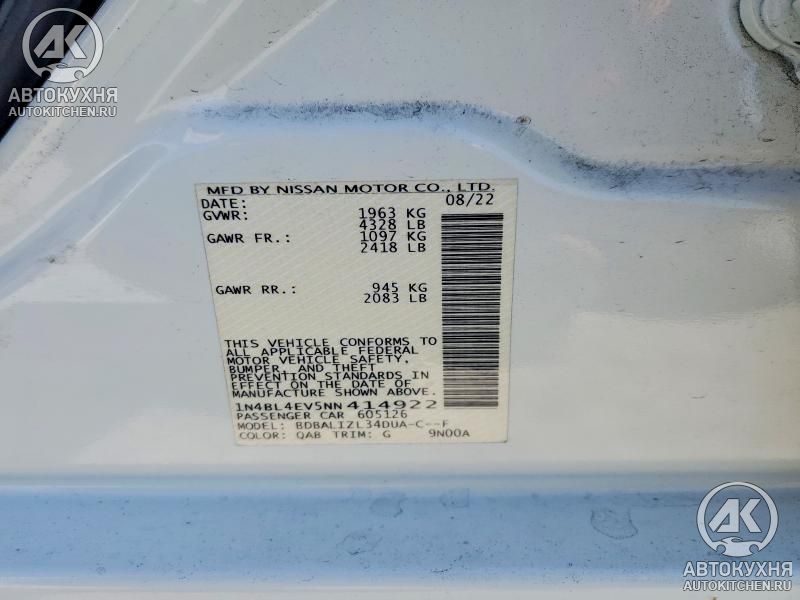 АК
АВТОКУХНЯ
AUTOKITCHEN.RU
MFD BY NISSAN MOTOR CO., LTD.
DATE: 08/22
GVWR: 1963 KG
4328 LB
GAWR FR.: 1097 KG
2418 LB
GAWR RR.: 945 KG
2083 LB
THIS VEHICLE CONFORMS TO
ALL APPLICABLE FEDERAL
MOTOR VEHICLE SAFETY,
BUMPER, AND THEFT
PREVENTION STANDARDS IN
EFFECT ON THE DATE OF
MANUFACTURE SHOWN ABOVE.
1N4BL4EV5NN414922
PASSENGER CAR 605126
MODEL: BDBALIZL34DUA-C--F
COLOR: QAB TRIM: G 9N00A
АК
АВТОКУХНЯ
AUTOKITCHEN.RU